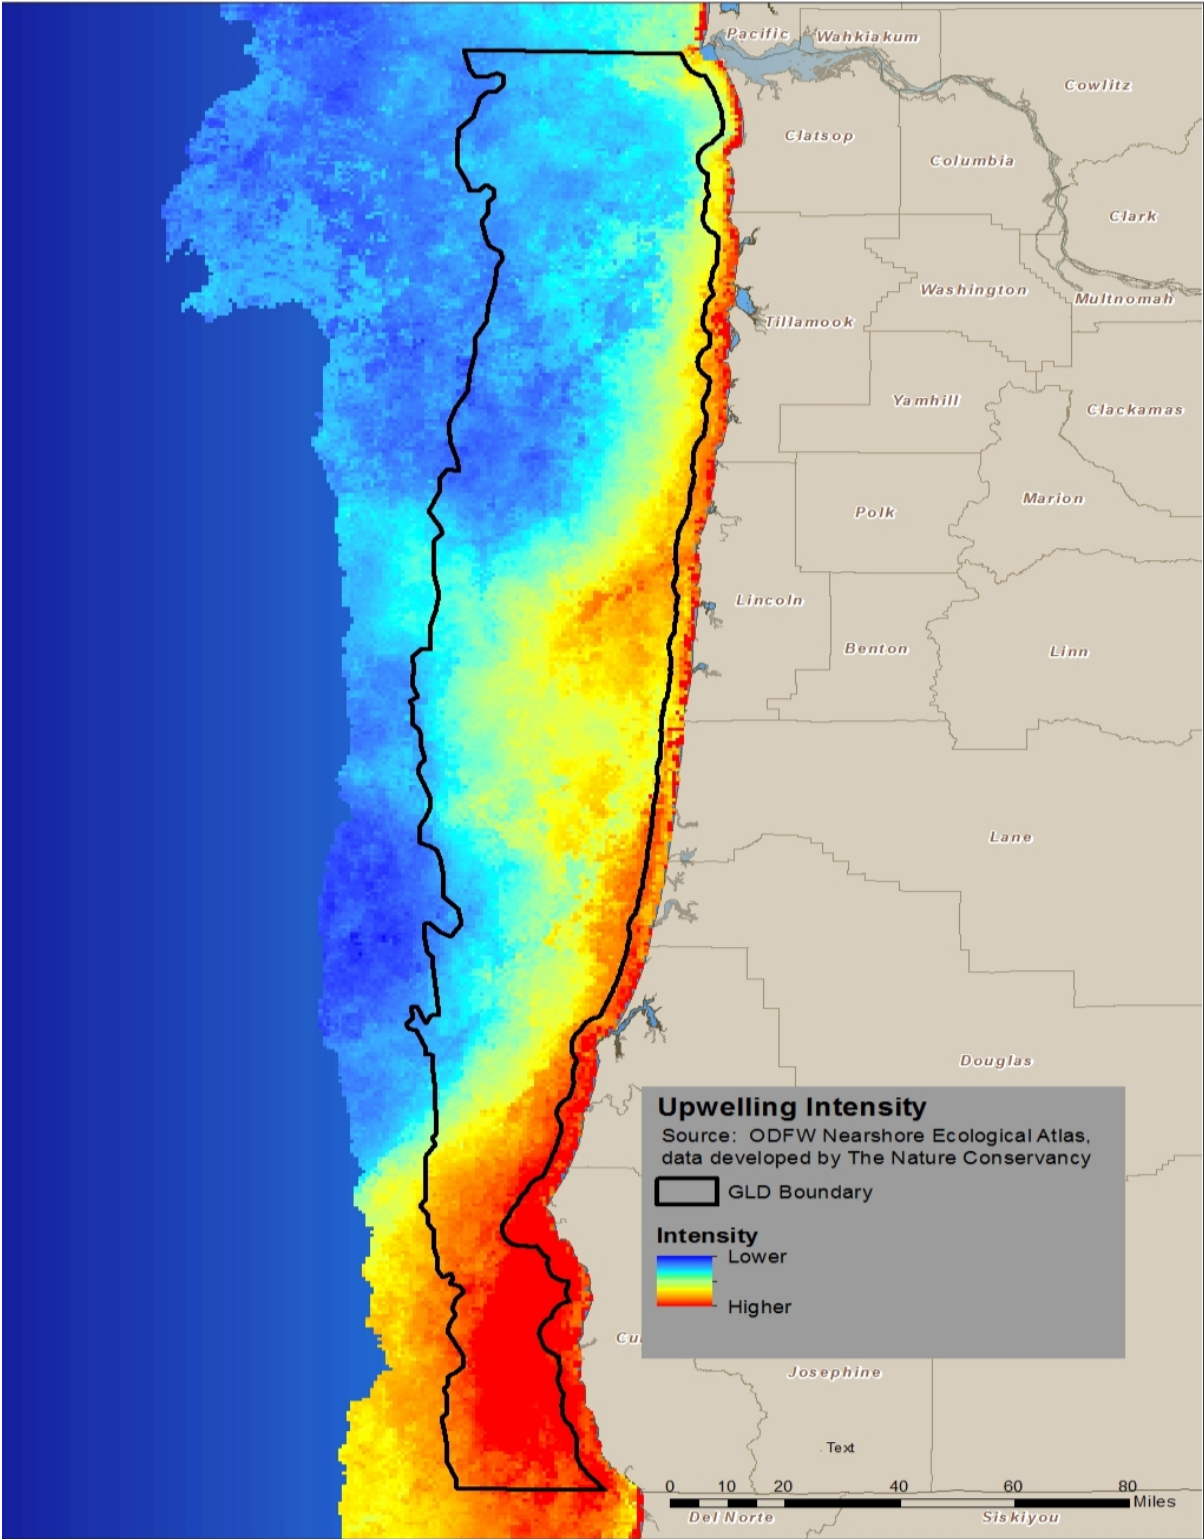 Pacific
Wahkiakum
Cowlitz
Clatsop
Columbia
Clark
Washington
Multnomah
Tillamook
Yamhill
Clackamas
Marion
Polk
Lincoln
Benton
Linn
Lane
Douglas
Upwelling Intensity
Source: ODFW Nearshore Ecological Atlas,
data developed by The Nature Conservancy
GLD Boundary
Intensity
Lower
Higher
Cu
Josephine
Text
0 10 20 40 60 80
Miles
Del Norte
Siskiyou